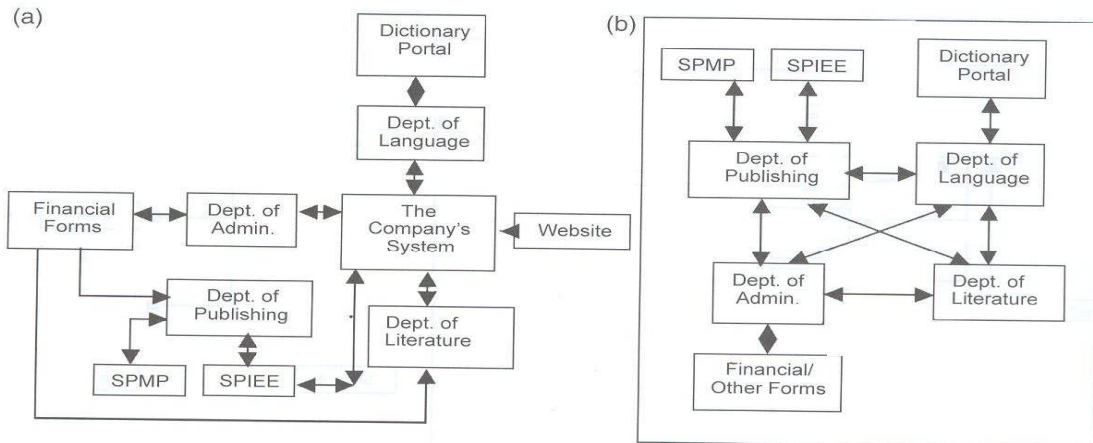 (a)
Dictionary
Portal
Dept. of
Language
Financial
Forms
Dept. of
Admin.
The
Company's
System
Website
Dept. of
Publishing
Dept. of
Literature
SPMP
SPIEE
(b)
SPMP
SPIEE
Dictionary
Portal
Dept. of
Publishing
Dept. of
Language
Dept. of
Admin.
Dept. of
Literature
Financial/
Other Forms